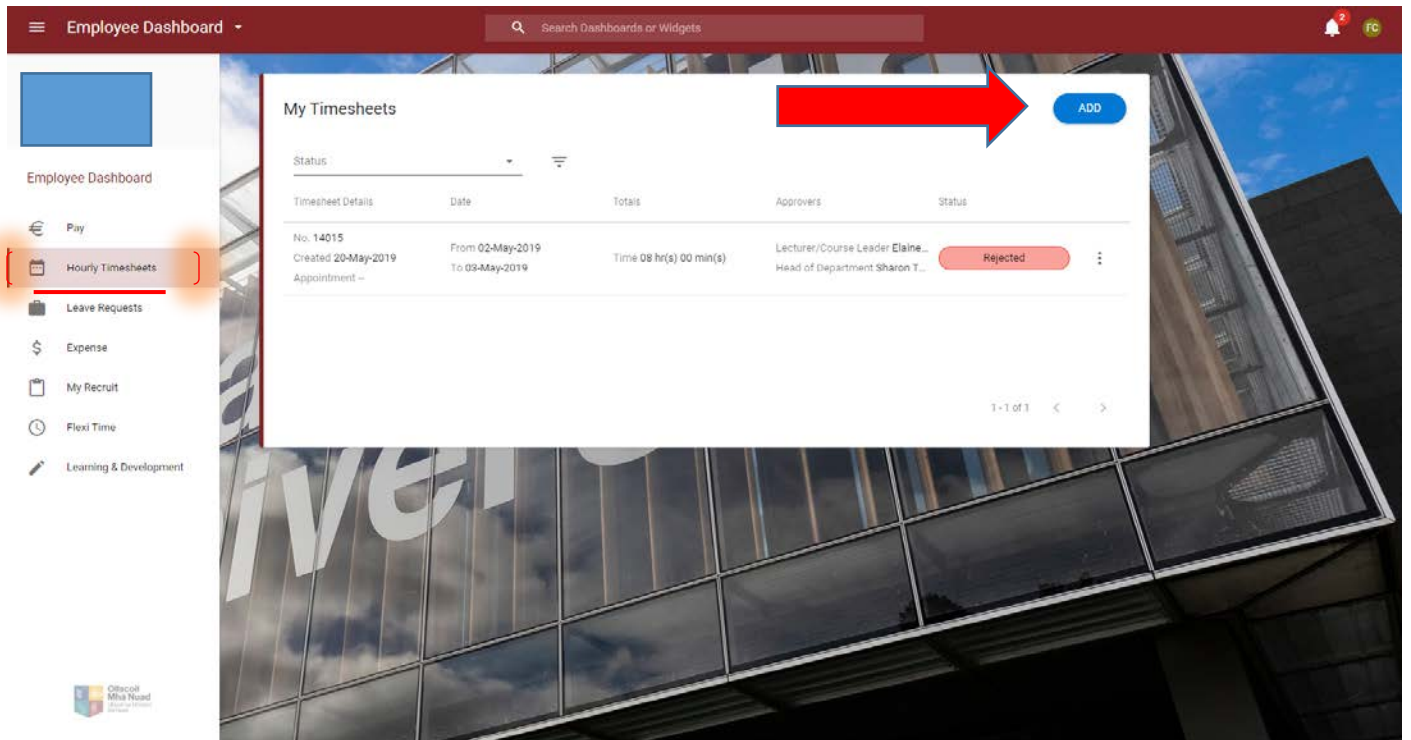 Employee Dashboard
Search Dashboards or Widgets
2
FC
My Timesheets
ADD
Status
Employee Dashboard
Timesheet Details Date Totals Approvers Status
Pay
No. 14015
Created 20-May-2019
Appointment --
From 02-May-2019
To 03-May-2019
Time 08 hr(s) 00 min(s)
Lecturer/Course Leader Elaine...
Head of Department Sharon T...
Rejected
Hourly Timesheets
Leave Requests
Expense
My Recruit
Flexi Time
Learning & Development
1-1 of 1
ive
Ollscoil
Mha Nuad